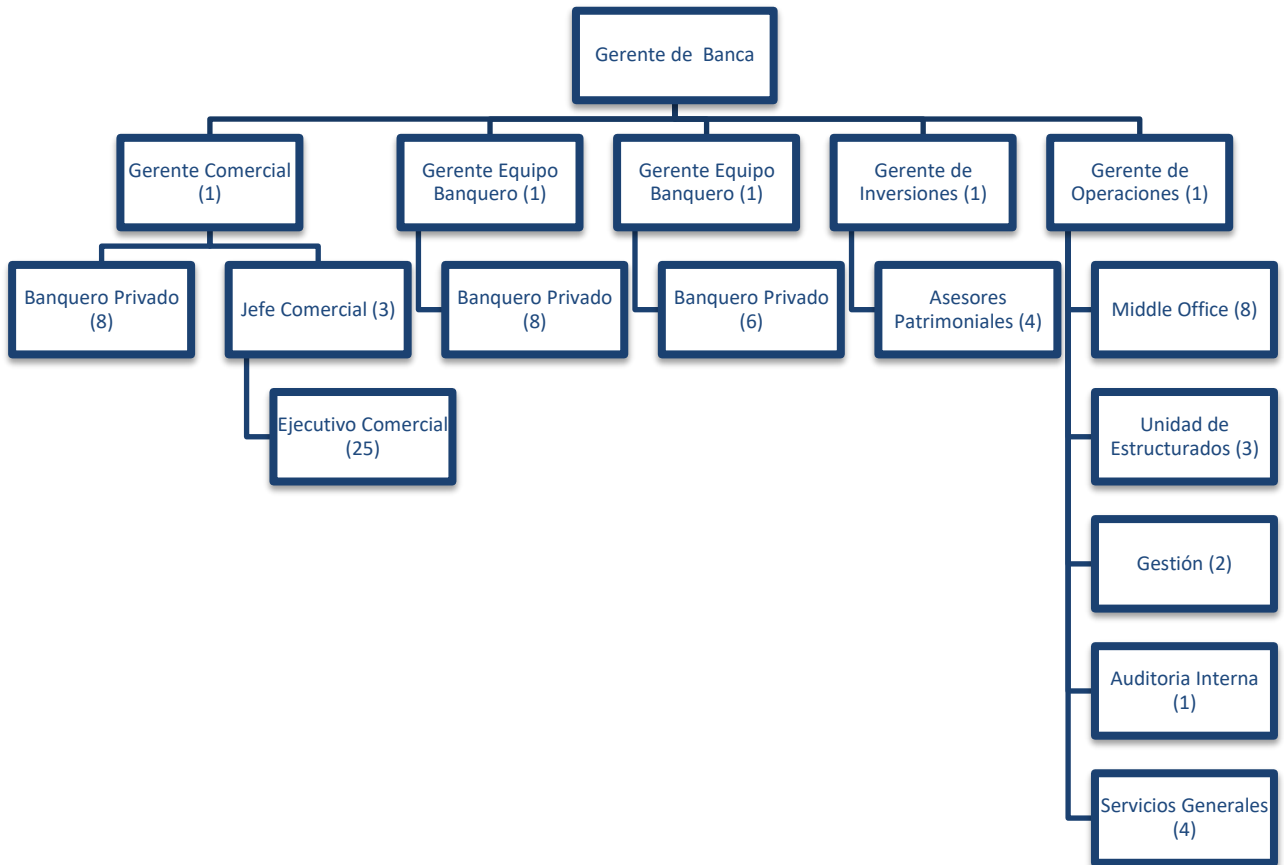 Gerente de  Banca
Gerente Comercial
(1)
Gerente Equipo
Banquero (1)
Gerente Equipo
Banquero (1)
Gerente de
Inversiones (1)
Gerente de
Operaciones (1)
Banquero Privado
(8)
Jefe Comercial (3)
Banquero Privado
(8)
Banquero Privado
(6)
Asesores
Patrimoniales (4)
Middle Office (8)
Ejecutivo Comercial
(25)
Unidad de
Estructurados (3)
Gestión (2)
Auditoria Interna
(1)
Servicios Generales
(4)